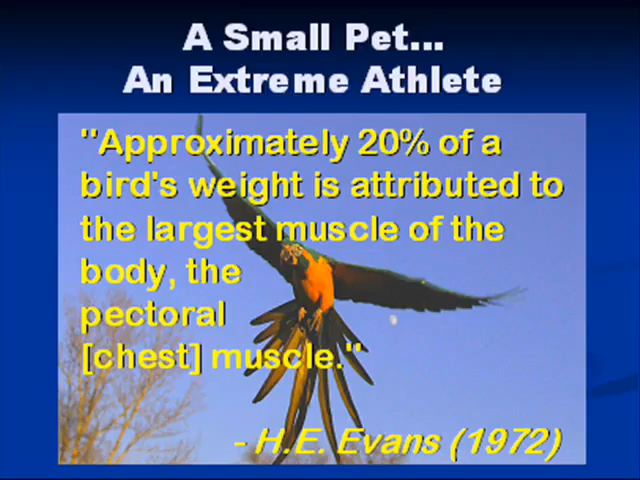 A Small Pet...
An Extreme Athlete
"Approximately 20% of a
bird's weight is attributed to
the largest muscle of the
body, the
pectoral
[chest] muscle."
- H.E. Evans (1972)